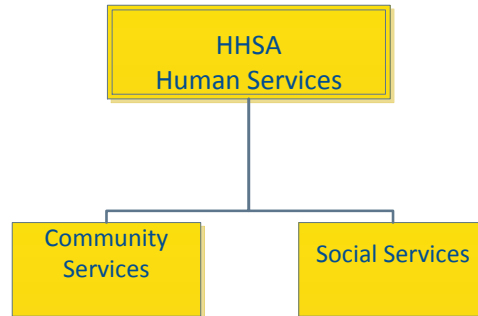 HHSA
Human Services
Community
Services
Social Services